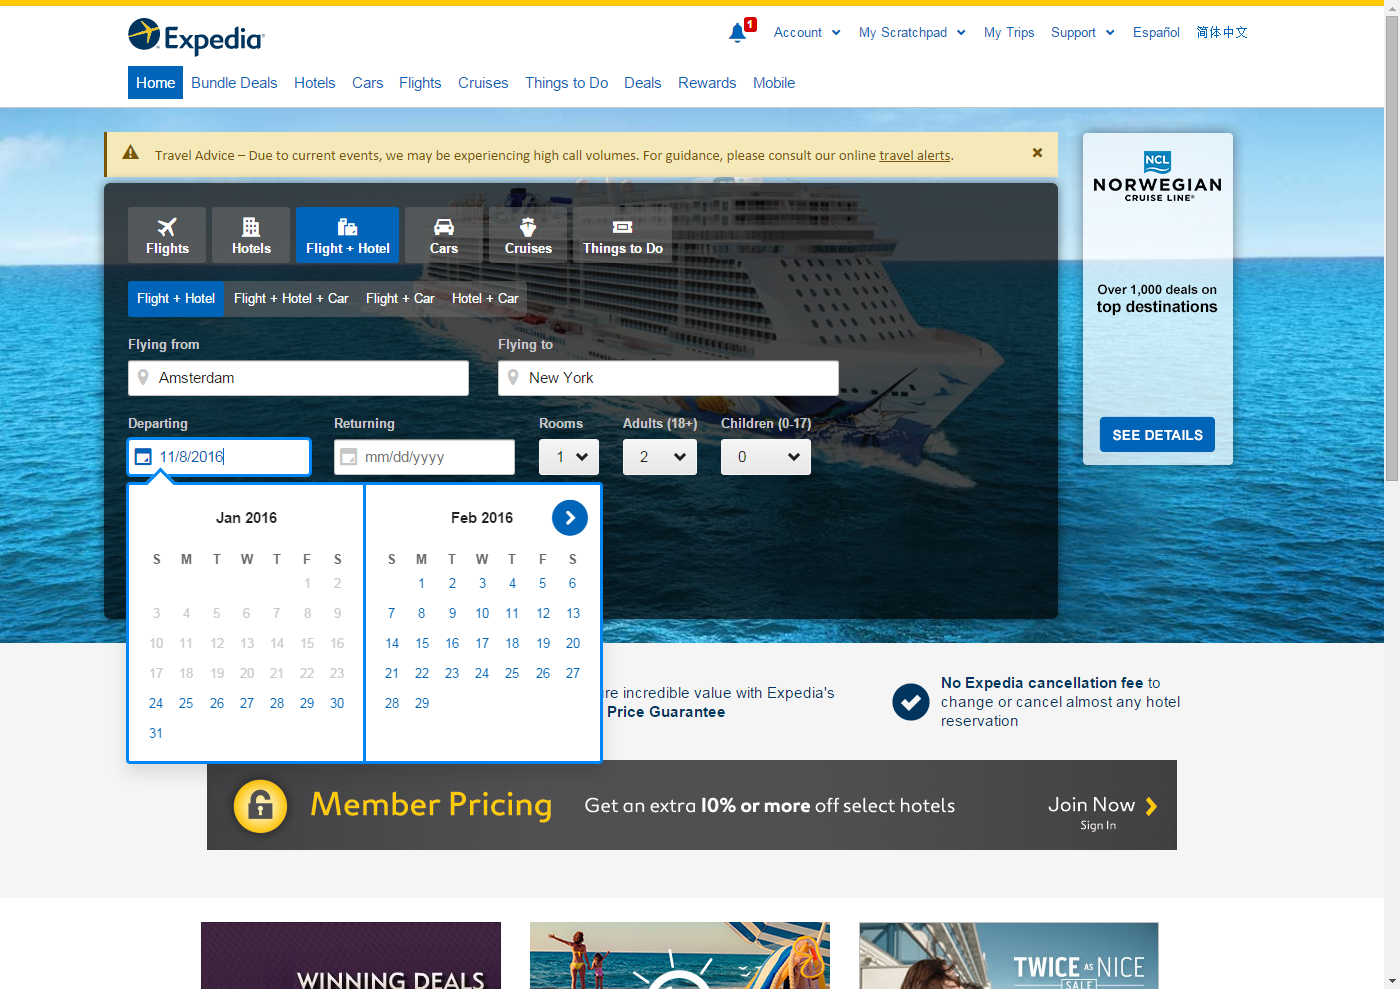 Expedia
1
Account
My Scratchpad
My Trips
Support
Español
简体中文
Home
Bundle Deals
Hotels
Cars
Flights
Cruises
Things to Do
Deals
Rewards
Mobile
Travel Advice – Due to current events, we may be experiencing high call volumes. For guidance, please consult our online travel alerts.
NCL
NORWEGIAN
CRUISE LINE®
Over 1,000 deals on
top destinations
SEE DETAILS
Flights
Hotels
Flight + Hotel
Cars
Cruises
Things to Do
Flight + Hotel
Flight + Hotel + Car
Flight + Car
Hotel + Car
Flying from
Flying to
Amsterdam
New York
Departing
Returning
Rooms
Adults (18+)
Children (0-17)
11/8/2016
mm/dd/yyyy
1
2
0
Jan 2016
S M T W T F S
1 2
3 4 5 6 7 8 9
10 11 12 13 14 15 16
17 18 19 20 21 22 23
24 25 26 27 28 29 30
31
Feb 2016
S M T W T F S
1 2 3 4 5 6
7 8 9 10 11 12 13
14 15 16 17 18 19 20
21 22 23 24 25 26 27
28 29
re incredible value with Expedia's
Price Guarantee
No Expedia cancellation fee to
change or cancel almost any hotel
reservation
Member Pricing
Get an extra 10% or more off select hotels
Join Now
Sign In
WINNING DEALS
TWICE AS NICE
SALE